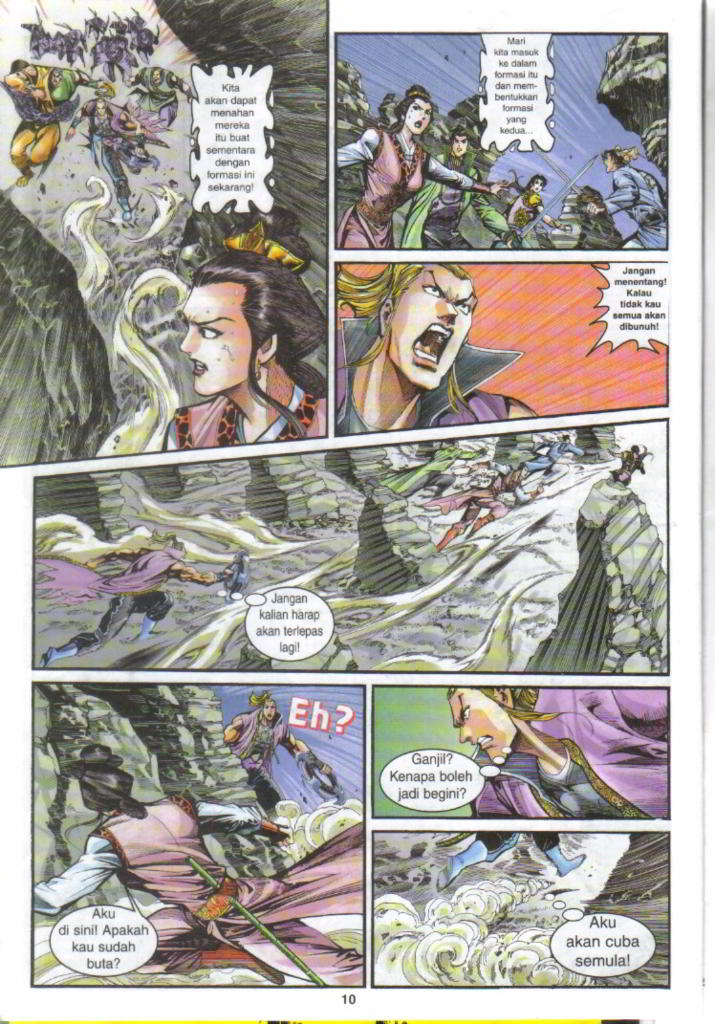 Kita
akan dapat
menahan
mereka
itu buat
sementara
dengan
formasi ini
sekarang!
Mari
kita masuk
ke dalam
formasi itu
dan mem-
bentukkan
formasi
yang
kedua...
Jangan
menentang!
Kalau
tidak kau
semua akan
dibunuh!
Jangan
kalian harap
akan terlepas
lagi!
Eh?
Aku
di sini! Apakah
kau sudah
buta?
Ganjil?
Kenapa boleh
jadi begini?
Aku
akan cuba
semula!
10